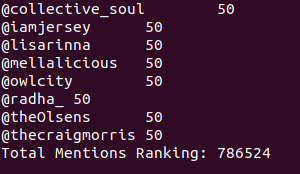 @collective_soul 50
@iamjersey 50
@lisarinna 50
@mellalicious 50
@owlcity 50
@radha_ 50
@theOlsens 50
@thecraigmorris 50
Total Mentions Ranking: 786524